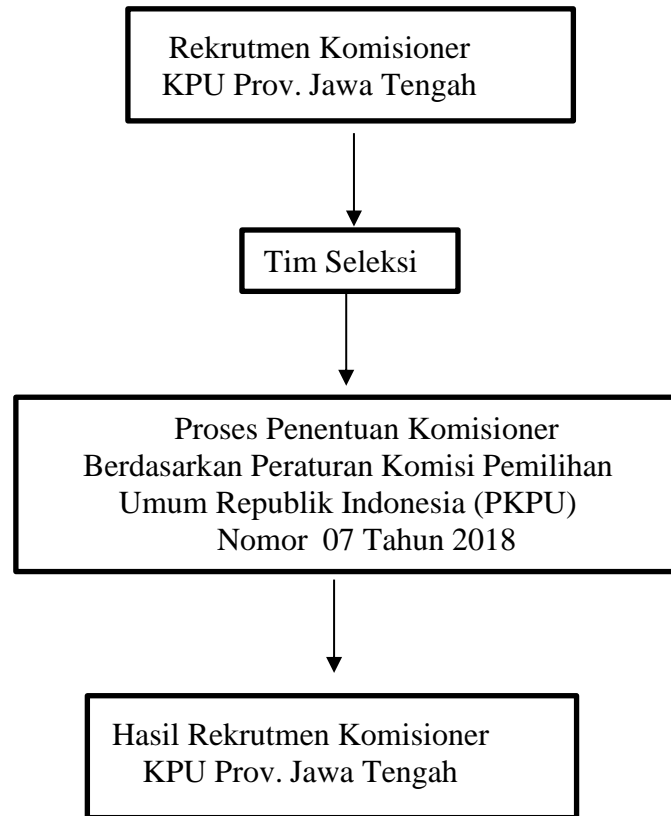 Rekrutmen Komisioner
KPU Prov. Jawa Tengah
Tim Seleksi
Proses Penentuan Komisioner
Berdasarkan Peraturan Komisi Pemilihan
Umum Republik Indonesia (PKPU)
Nomor 07 Tahun 2018
Hasil Rekrutmen Komisioner
KPU Prov. Jawa Tengah